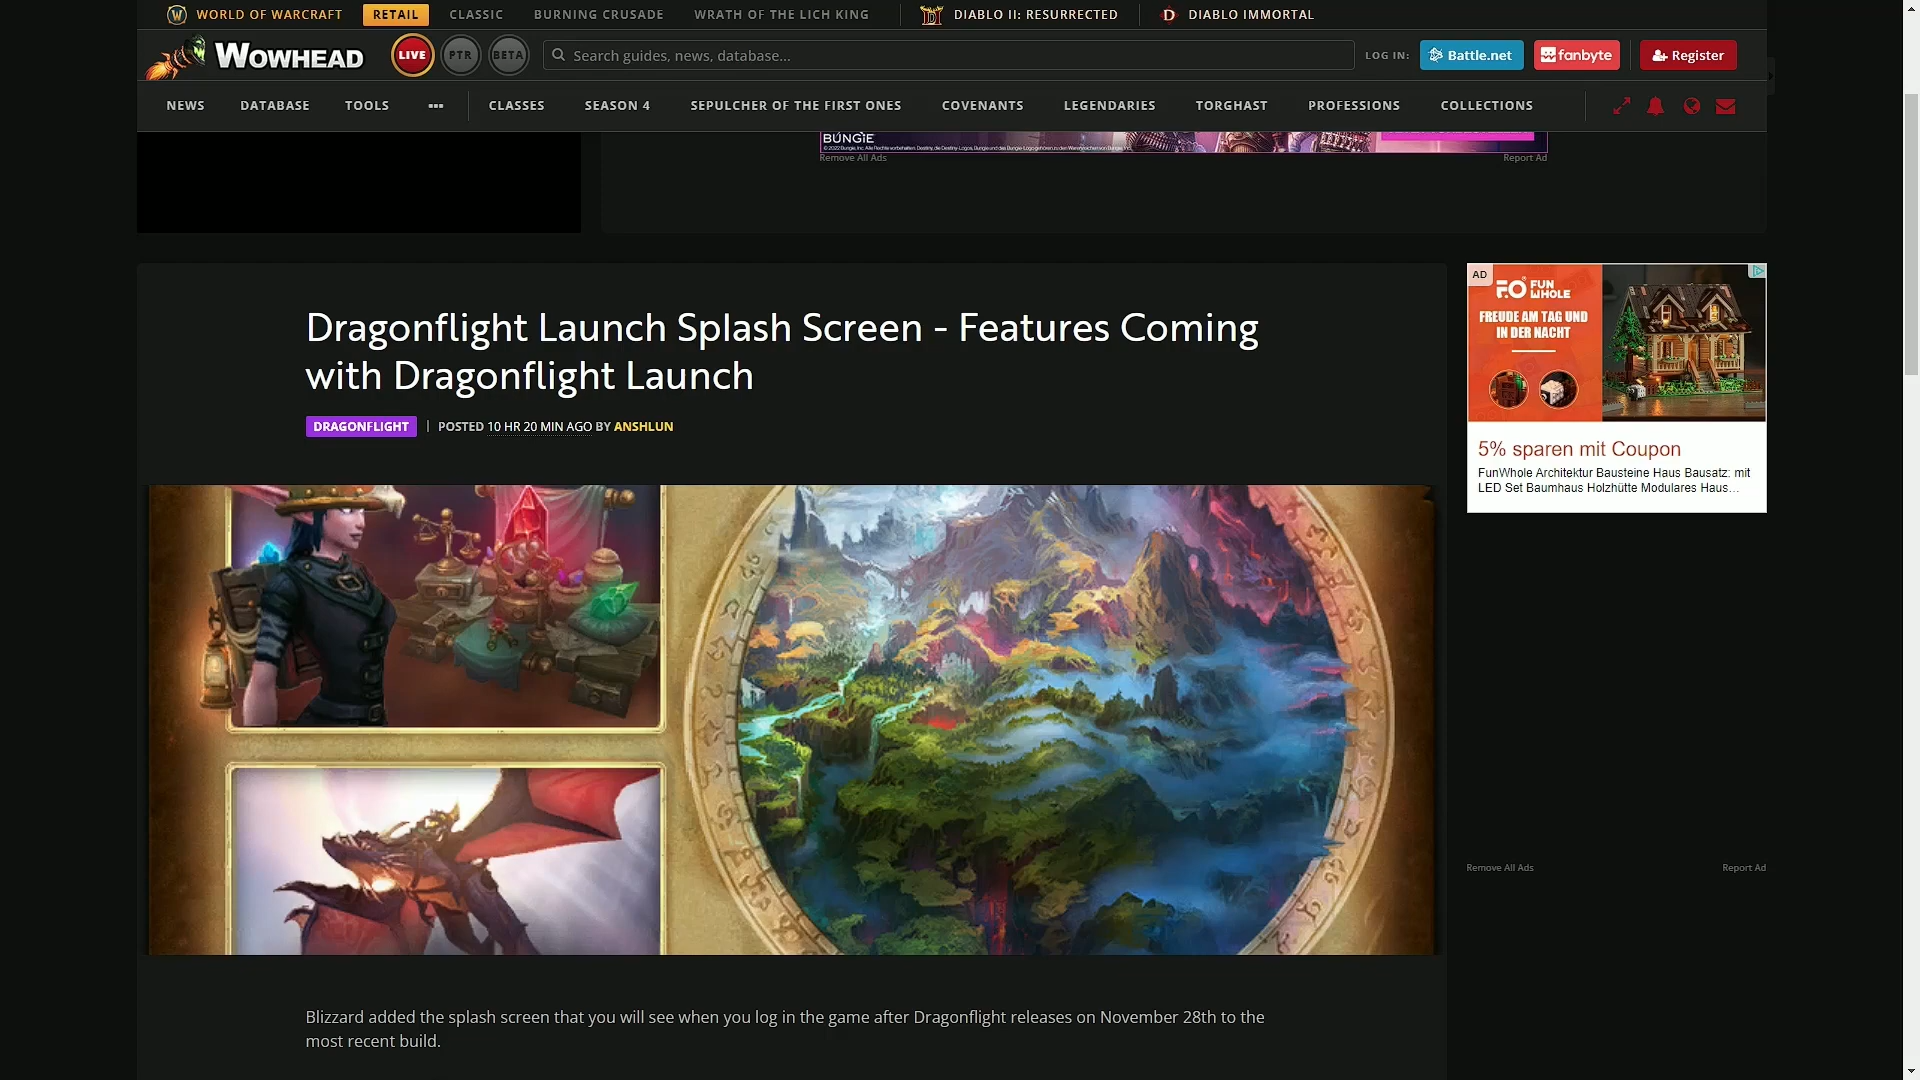 WORLD OF WARCRAFT RETAIL CLASSIC BURNING CRUSADE WRATH OF THE LICH KING DIABLO II: RESURRECTED DIABLO IMMORTAL
WOWHEAD LIVE PTR BETA Search guides, news, database... LOG IN: Battle.net fanbyte Register
NEWS DATABASE TOOLS ••• CLASSES SEASON 4 SEPULCHER OF THE FIRST ONES COVENANTS LEGENDARIES TORGHAST PROFESSIONS COLLECTIONS
BUNGIE
Remove All Ads Report Ad
Dragonflight Launch Splash Screen - Features Coming
with Dragonflight Launch
DRAGONFLIGHT | POSTED 10 HR 20 MIN AGO BY ANSHLUN
AD
FUN
WHOLE
FREUDE AM TAG UND
IN DER NACHT
5% sparen mit Coupon
FunWhole Architektur Bausteine Haus Bausatz: mit
LED Set Baumhaus Holzhütte Modulares Haus...
Remove All Ads Report Ad
Blizzard added the splash screen that you will see when you log in the game after Dragonflight releases on November 28th to the
most recent build.